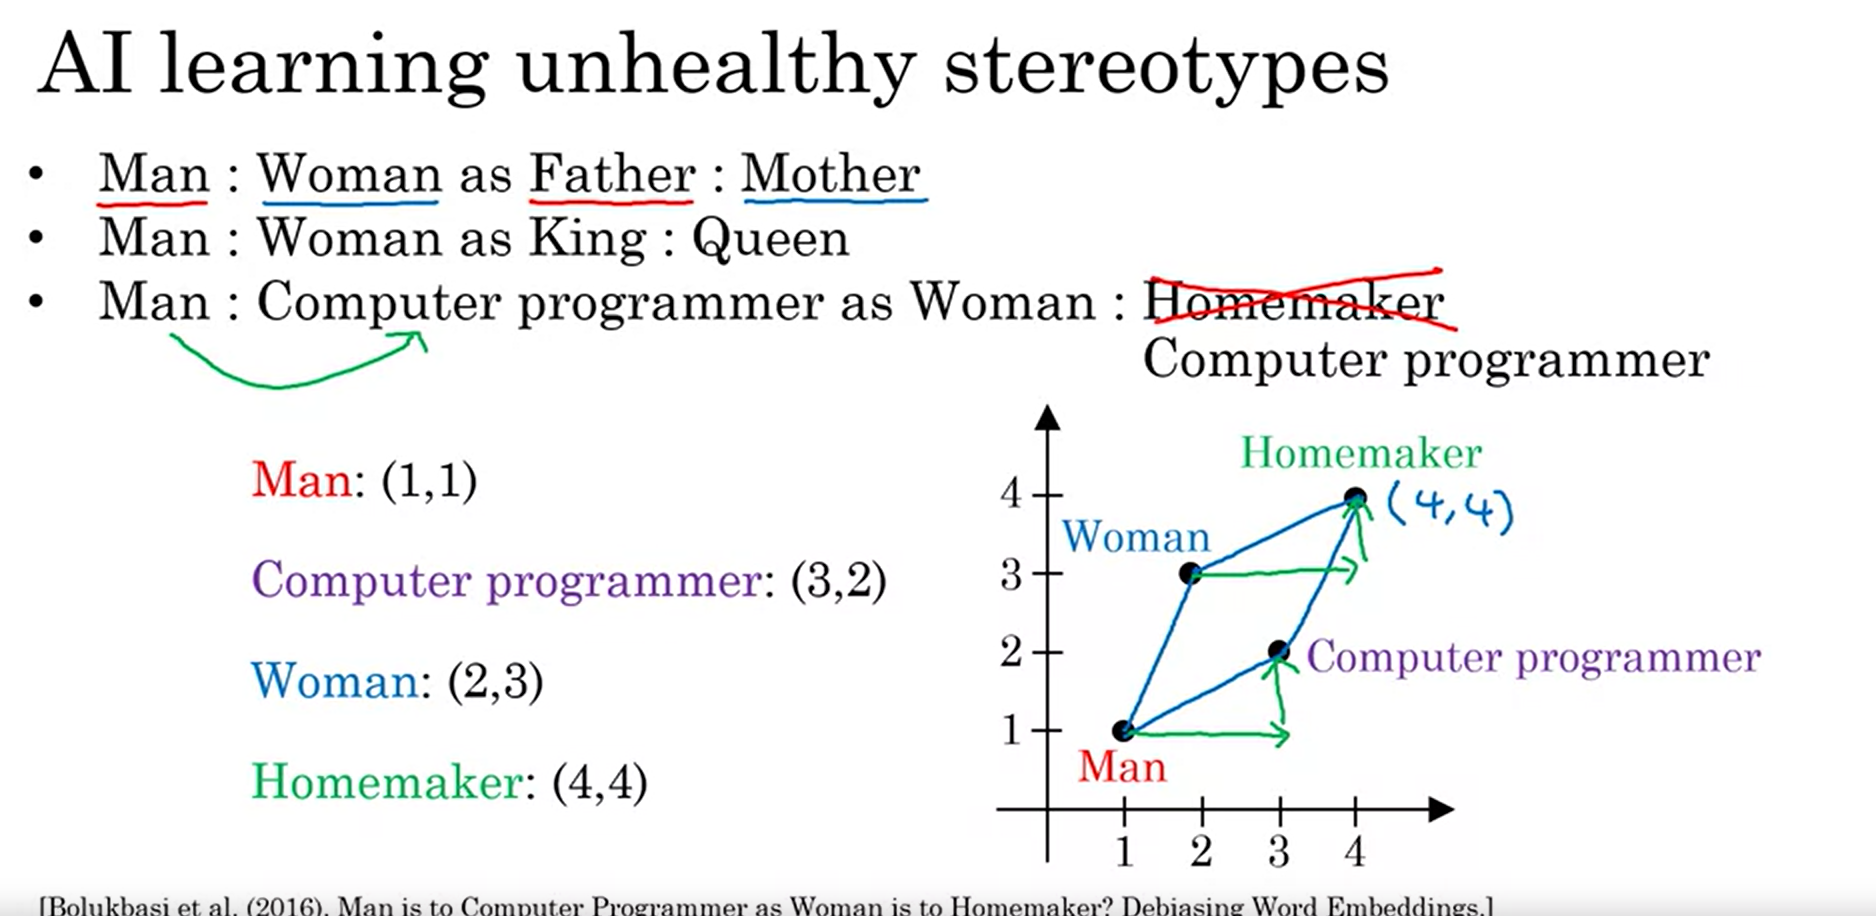 AI learning unhealthy stereotypes
• Man : Woman as Father : Mother
• Man : Woman as King : Queen
• Man : Computer programmer as Woman : Homemaker
Computer programmer
Man: (1,1)
Computer programmer: (3,2)
Woman: (2,3)
Homemaker: (4,4)
Homemaker
4
(4,4)
Woman
3
2
Computer programmer
1
Man
1 2 3 4
[Bolukbasi et al. (2016). Man is to Computer Programmer as Woman is to Homemaker? Debiasing Word Embeddings.]